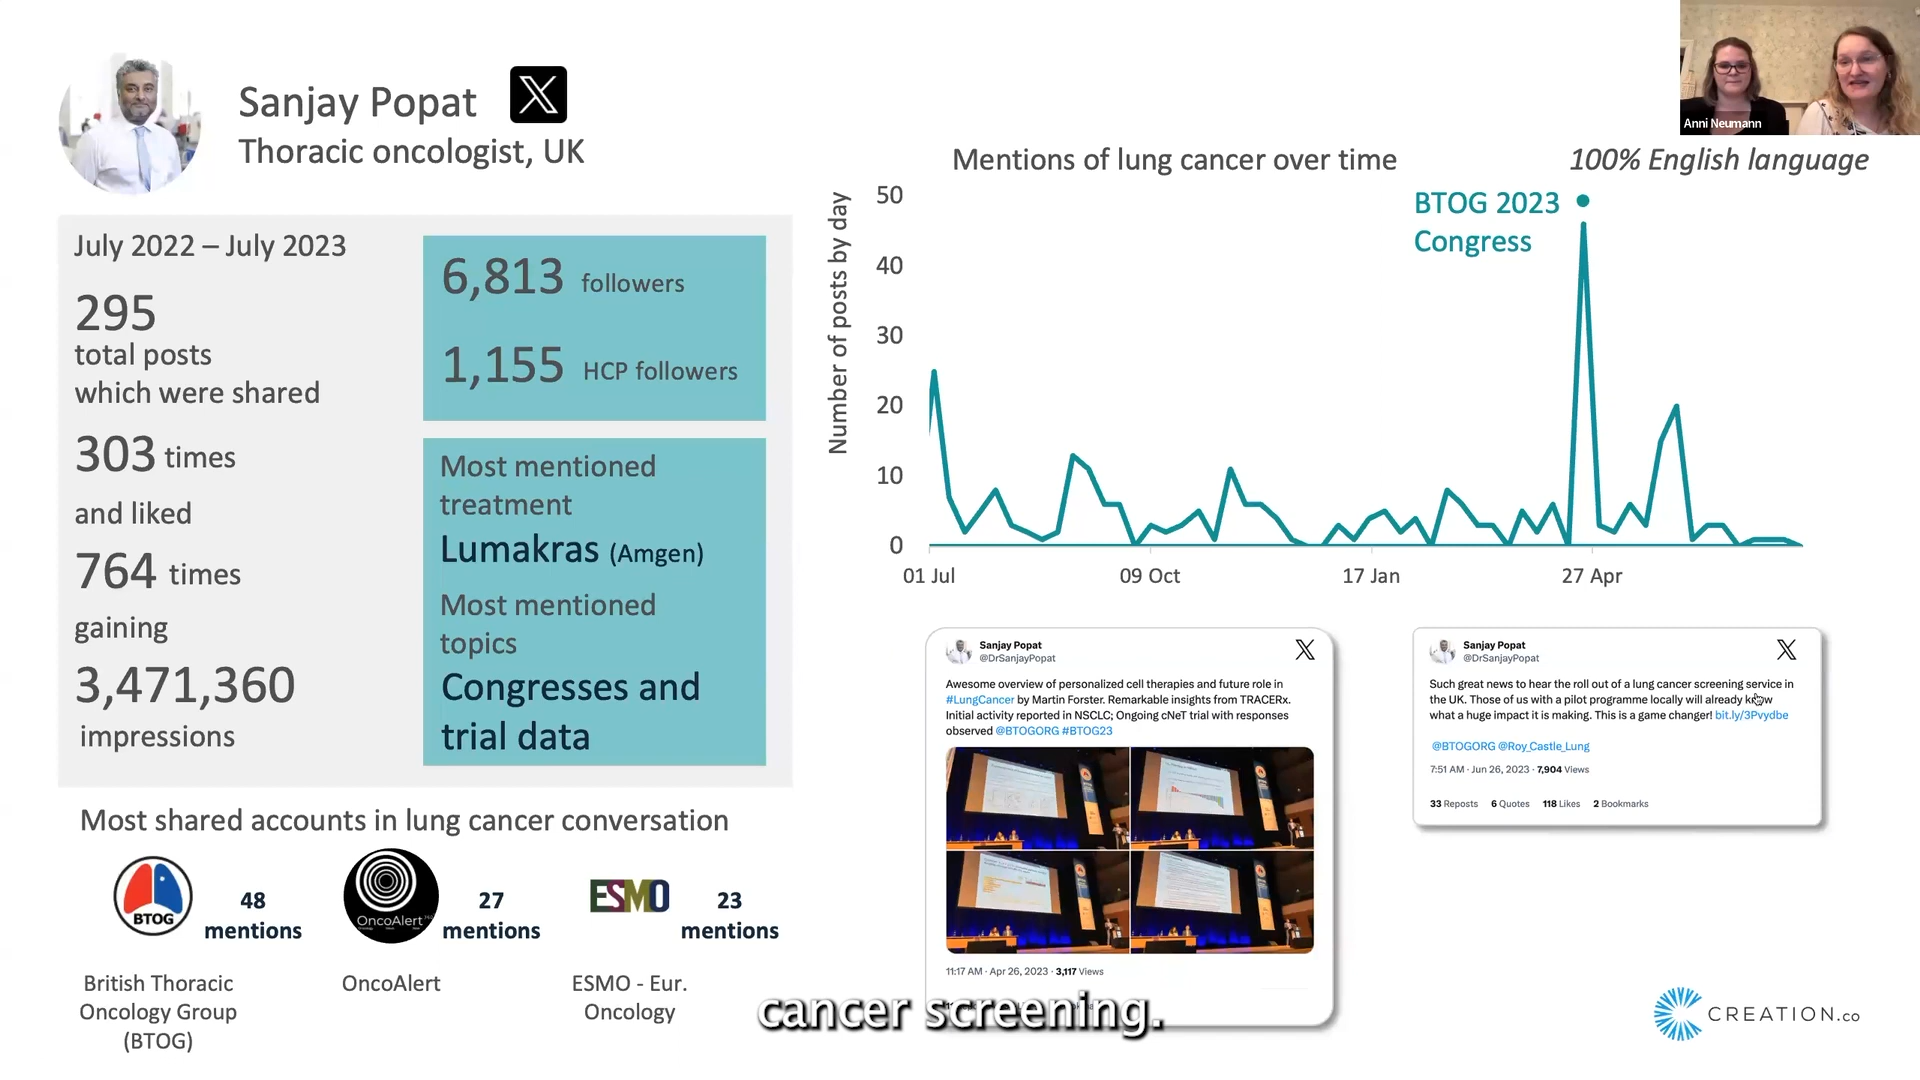 Sanjay Popat
Thoracic oncologist, UK
Anni Neumann
July 2022 – July 2023
295
total posts
which were shared
303 times
and liked
764 times
gaining
3,471,360
impressions
6,813 followers
1,155 HCP followers
Most mentioned
treatment
Lumakras (Amgen)
Most mentioned
topics
Congresses and
trial data
Most shared accounts in lung cancer conversation
BTOG
48
mentions
British Thoracic
Oncology Group
(BTOG)
OncoAlert
27
mentions
OncoAlert
ESMO
23
mentions
ESMO - Eur.
Oncology
Mentions of lung cancer over time
100% English language
Number of posts by day
50
40
30
20
10
0
01 Jul
09 Oct
17 Jan
27 Apr
BTOG 2023
Congress
Sanjay Popat
@DrSanjayPopat
Awesome overview of personalized cell therapies and future role in
#LungCancer by Martin Forster. Remarkable insights from TRACERx.
Initial activity reported in NSCLC; Ongoing cNeT trial with responses
observed @BTOGORG #BTOG23
11:17 AM · Apr 26, 2023 · 3,117 Views
Sanjay Popat
@DrSanjayPopat
Such great news to hear the roll out of a lung cancer screening service in
the UK. Those of us with a pilot programme locally will already know
what a huge impact it is making. This is a game changer! bit.ly/3Pvydbe
@BTOGORG @Roy_Castle_Lung
7:51 AM · Jun 26, 2023 · 7,904 Views
33 Reposts 6 Quotes 118 Likes 2 Bookmarks
cancer screening.
CREATION.co